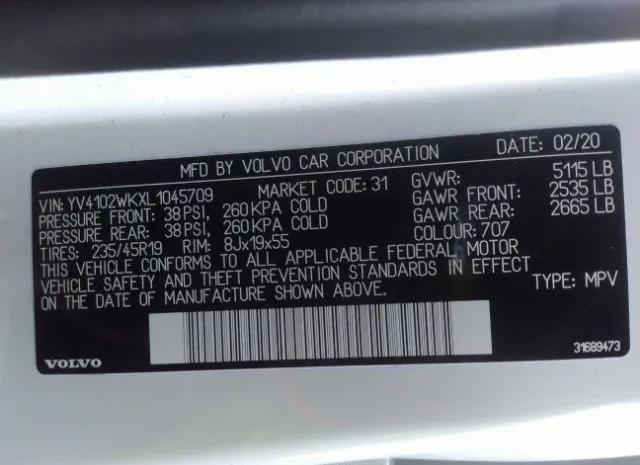 MFD BY VOLVO CAR CORPORATION DATE: 02/20
VIN: YV4102WKXL1045709 MARKET CODE: 31 GVWR: 5115 LB
PRESSURE FRONT: 38 PSI, 260 KPA COLD GAWR FRONT: 2535 LB
PRESSURE REAR: 38 PSI, 260 KPA COLD GAWR REAR: 2665 LB
TIRES: 235/45R19 RIM: 8Jx19x55 COLOUR: 707
THIS VEHICLE CONFORMS TO ALL APPLICABLE FEDERAL MOTOR
VEHICLE SAFETY AND THEFT PREVENTION STANDARDS IN EFFECT
ON THE DATE OF MANUFACTURE SHOWN ABOVE. TYPE: MPV
VOLVO 31689473